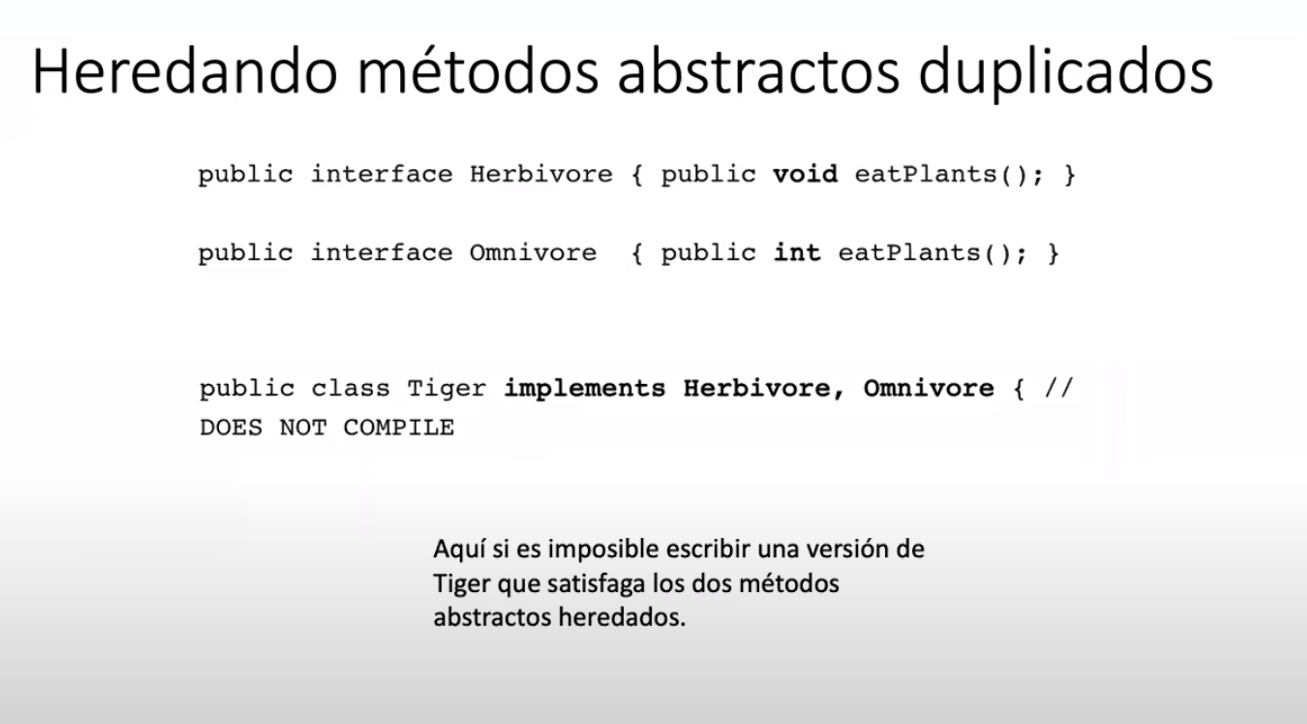 Heredando métodos abstractos duplicados
public interface Herbivore { public void eatPlants(); }
public interface Omnivore { public int eatPlants(); }
public class Tiger implements Herbivore, Omnivore { //
DOES NOT COMPILE
Aquí si es imposible escribir una versión de
Tiger que satisfaga los dos métodos
abstractos heredados.